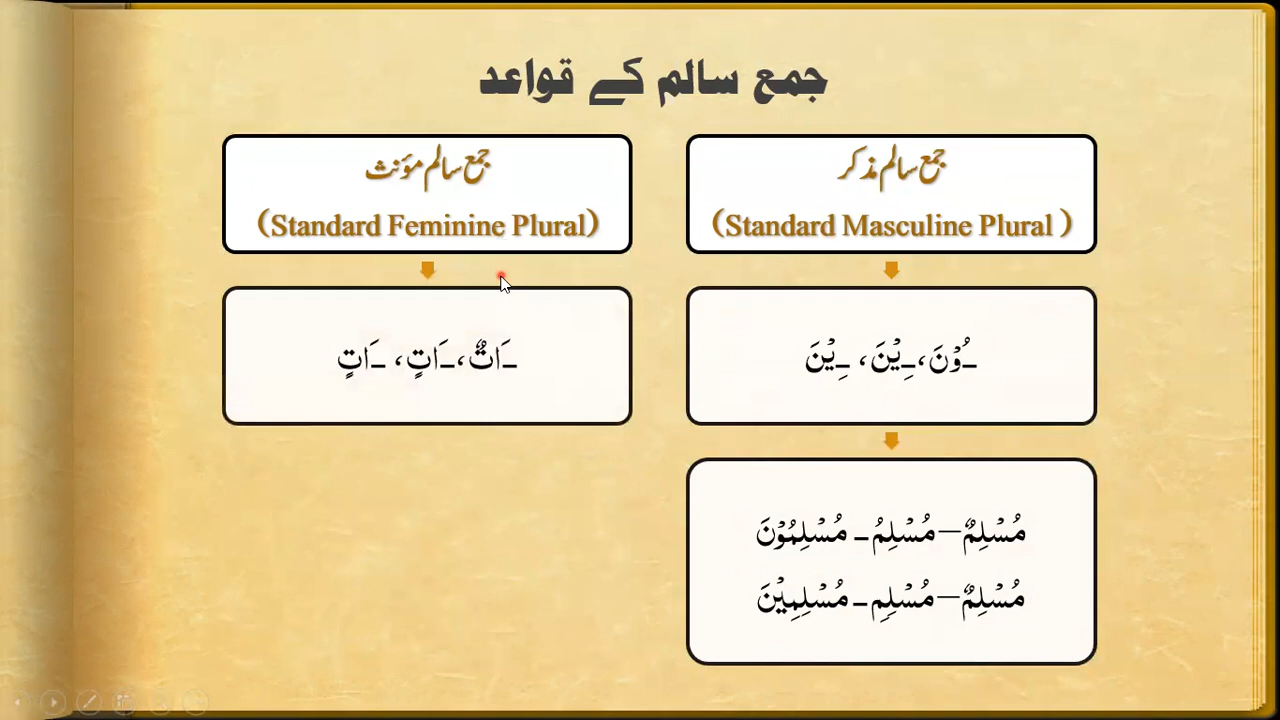 جمع سالم کے قواعد
جمع سالم مذکر
(Standard Masculine Plural )
ـُوْنَ، ـِیْنَ، ـِیْنَ
مُسْلِمٌ – مُسْلِمُ ـ مُسْلِمُوْنَ
مُسْلِمٌ – مُسْلِمِ ـ مُسْلِمِیْنَ
جمع سالم مؤنث
(Standard Feminine Plural)
ـَاتٌ، ـَاتٍ، ـَاتٍ